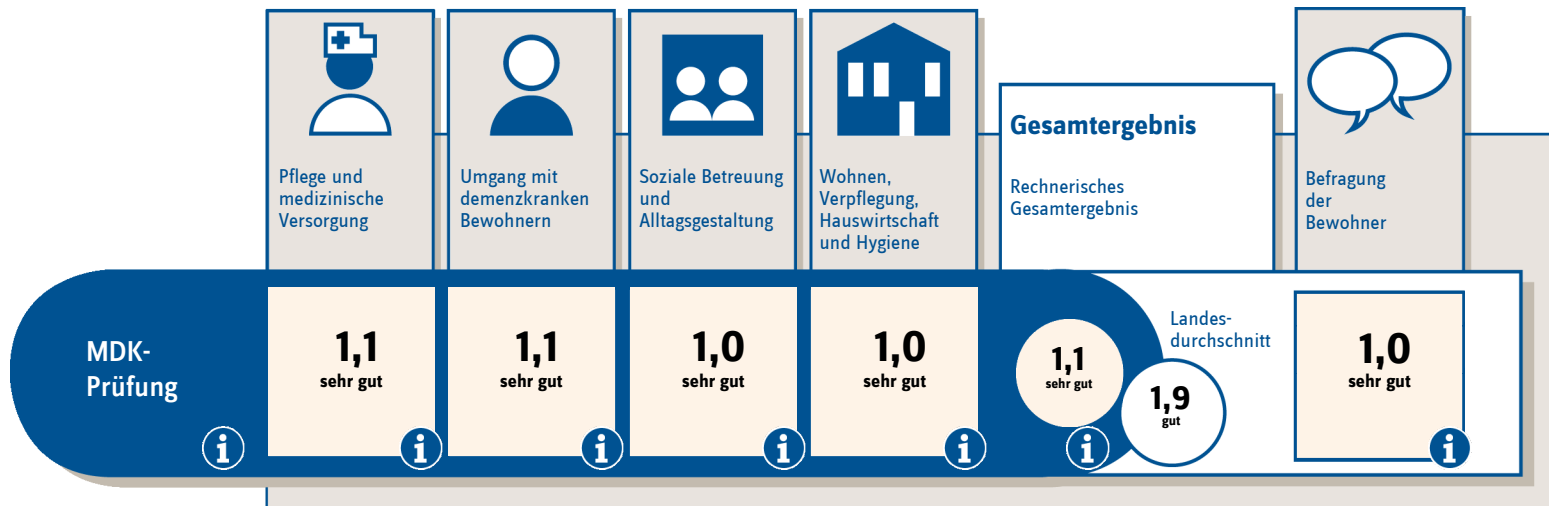 Pflege und
medizinische
Versorgung
Umgang mit
demenzkranken
Bewohnern
Soziale Betreuung
und
Alltagsgestaltung
Wohnen,
Verpflegung,
Hauswirtschaft
und Hygiene
Gesamtergebnis
Rechnerisches
Gesamtergebnis
Befragung
der
Bewohner
MDK-
Prüfung
i
1,1
sehr gut
i
1,1
sehr gut
i
1,0
sehr gut
i
1,0
sehr gut
i
1,1
sehr gut
i
Landes-
durchschnitt
1,9
gut
1,0
sehr gut
i